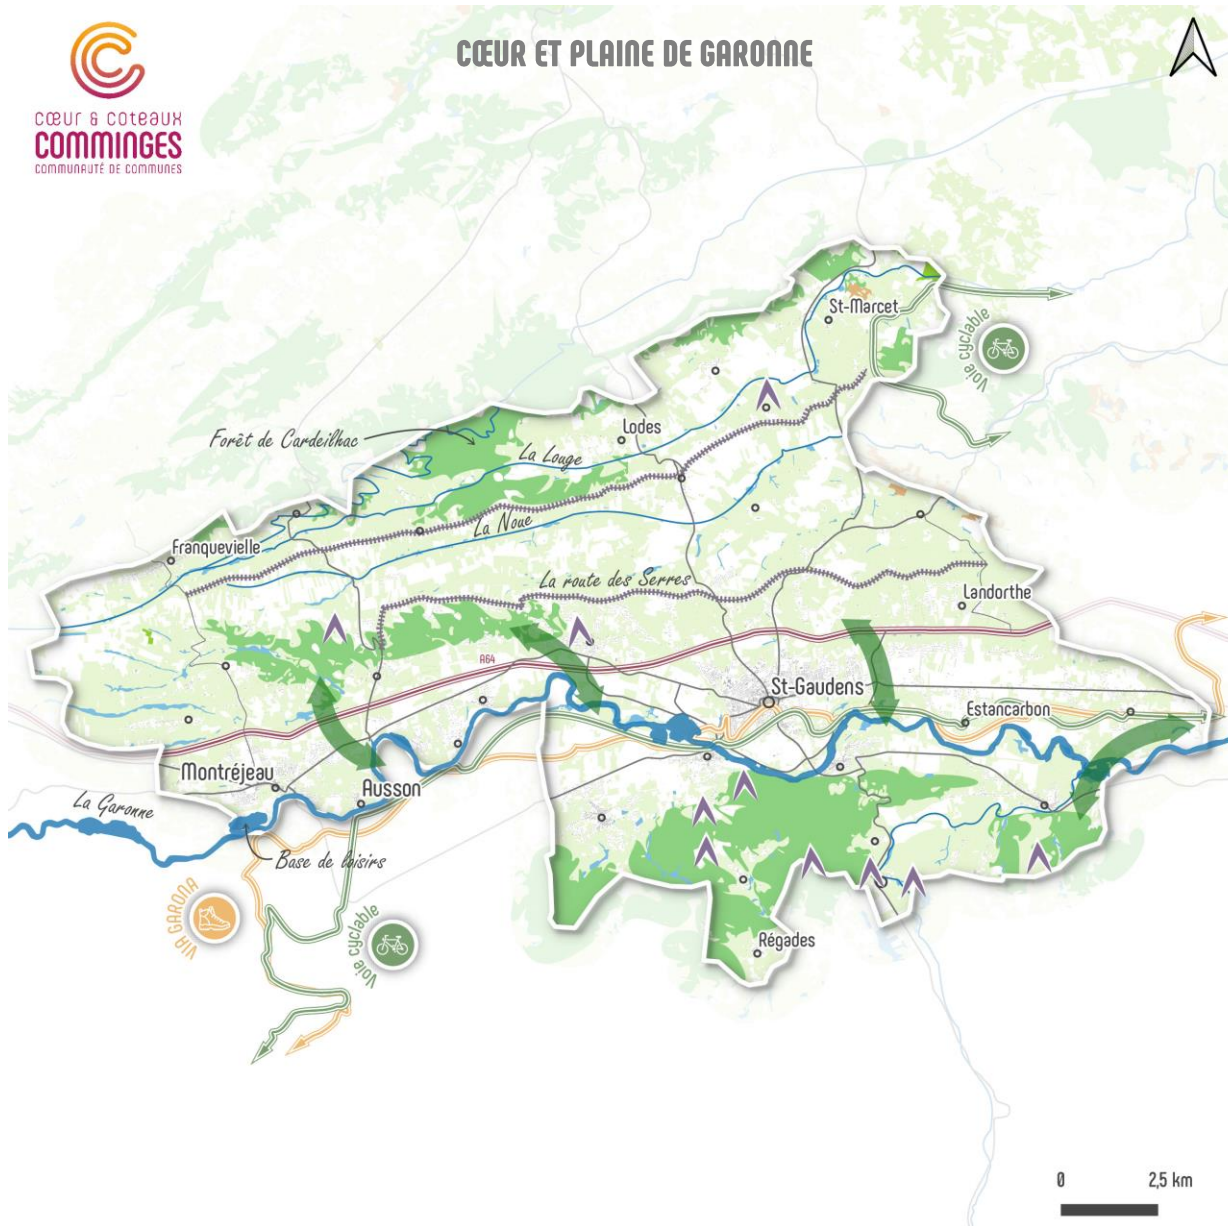 CŒUR ET PLAINE DE GARONNE
cœur & coteaux
COMMINGES
COMMUNAUTÉ DE COMMUNES
St-Marcet
Voie cyclable
Forêt de Cardeilhac
Lodes
La Louge
La Noue
Franquevielle
La route des Serres
Landorthe
A64
St-Gaudens
Estancarbon
Montréjeau
Ausson
La Garonne
Base de loisirs
VIA GARONA
Voie cyclable
Régades
0 2,5 km